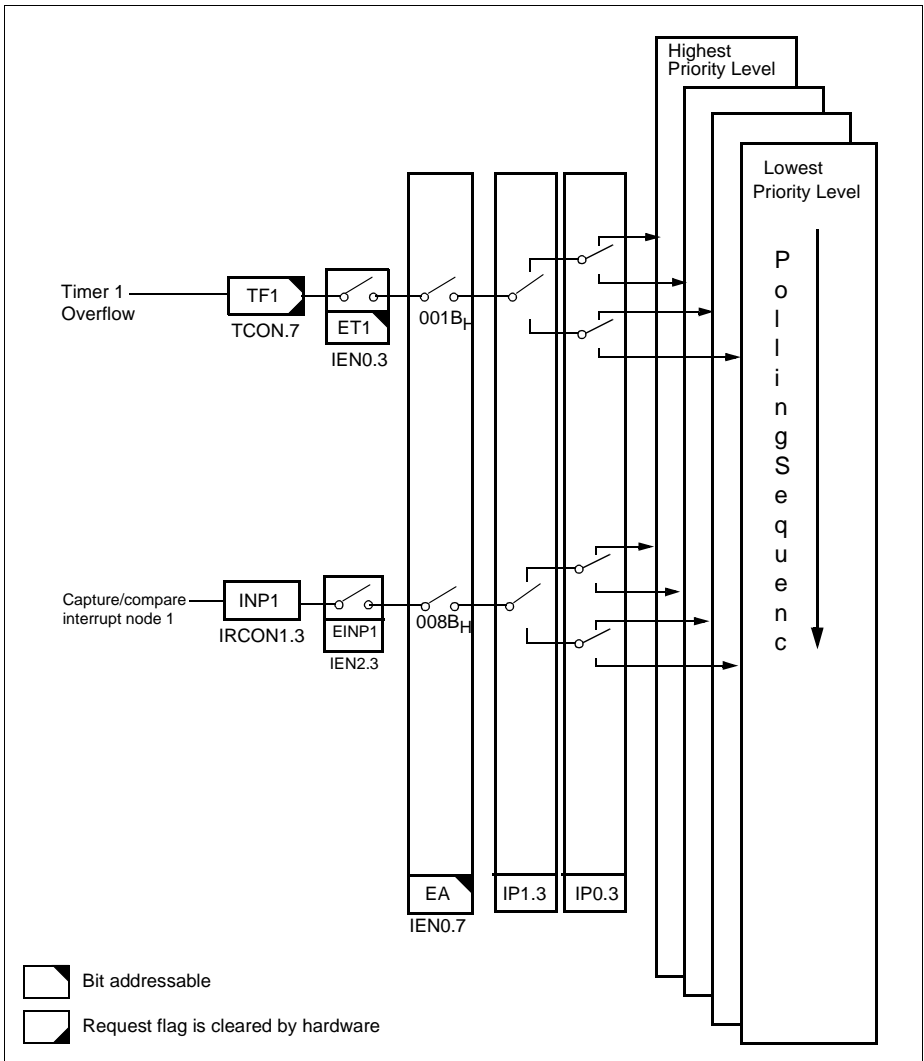 Highest
Priority Level
Lowest
Priority Level
Timer 1
Overflow
TF1
TCON.7
ET1
IEN0.3
001BH
Capture/compare
interrupt node 1
INP1
IRCON1.3
EINP1
IEN2.3
008BH
P
o
l
l
i
n
g
S
e
q
u
e
n
c
EA
IEN0.7
IP1.3
IP0.3
Bit addressable
Request flag is cleared by hardware